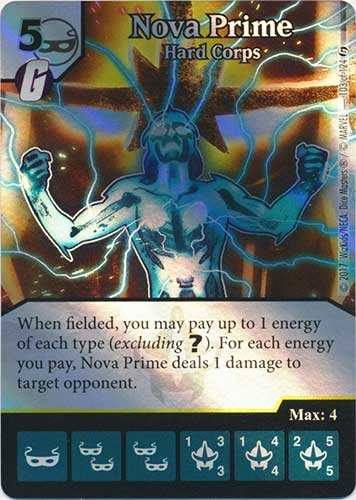 5
G
Nova Prime
Hard Corps
© 2017 WizKids/NECA. Dice Masters ® / © MARVEL — 103 of 124
When fielded, you may pay up to 1 energy
of each type (excluding ?). For each energy
you pay, Nova Prime deals 1 damage to
target opponent.
Max: 4
1 3 3
1 4 4
2 5 5